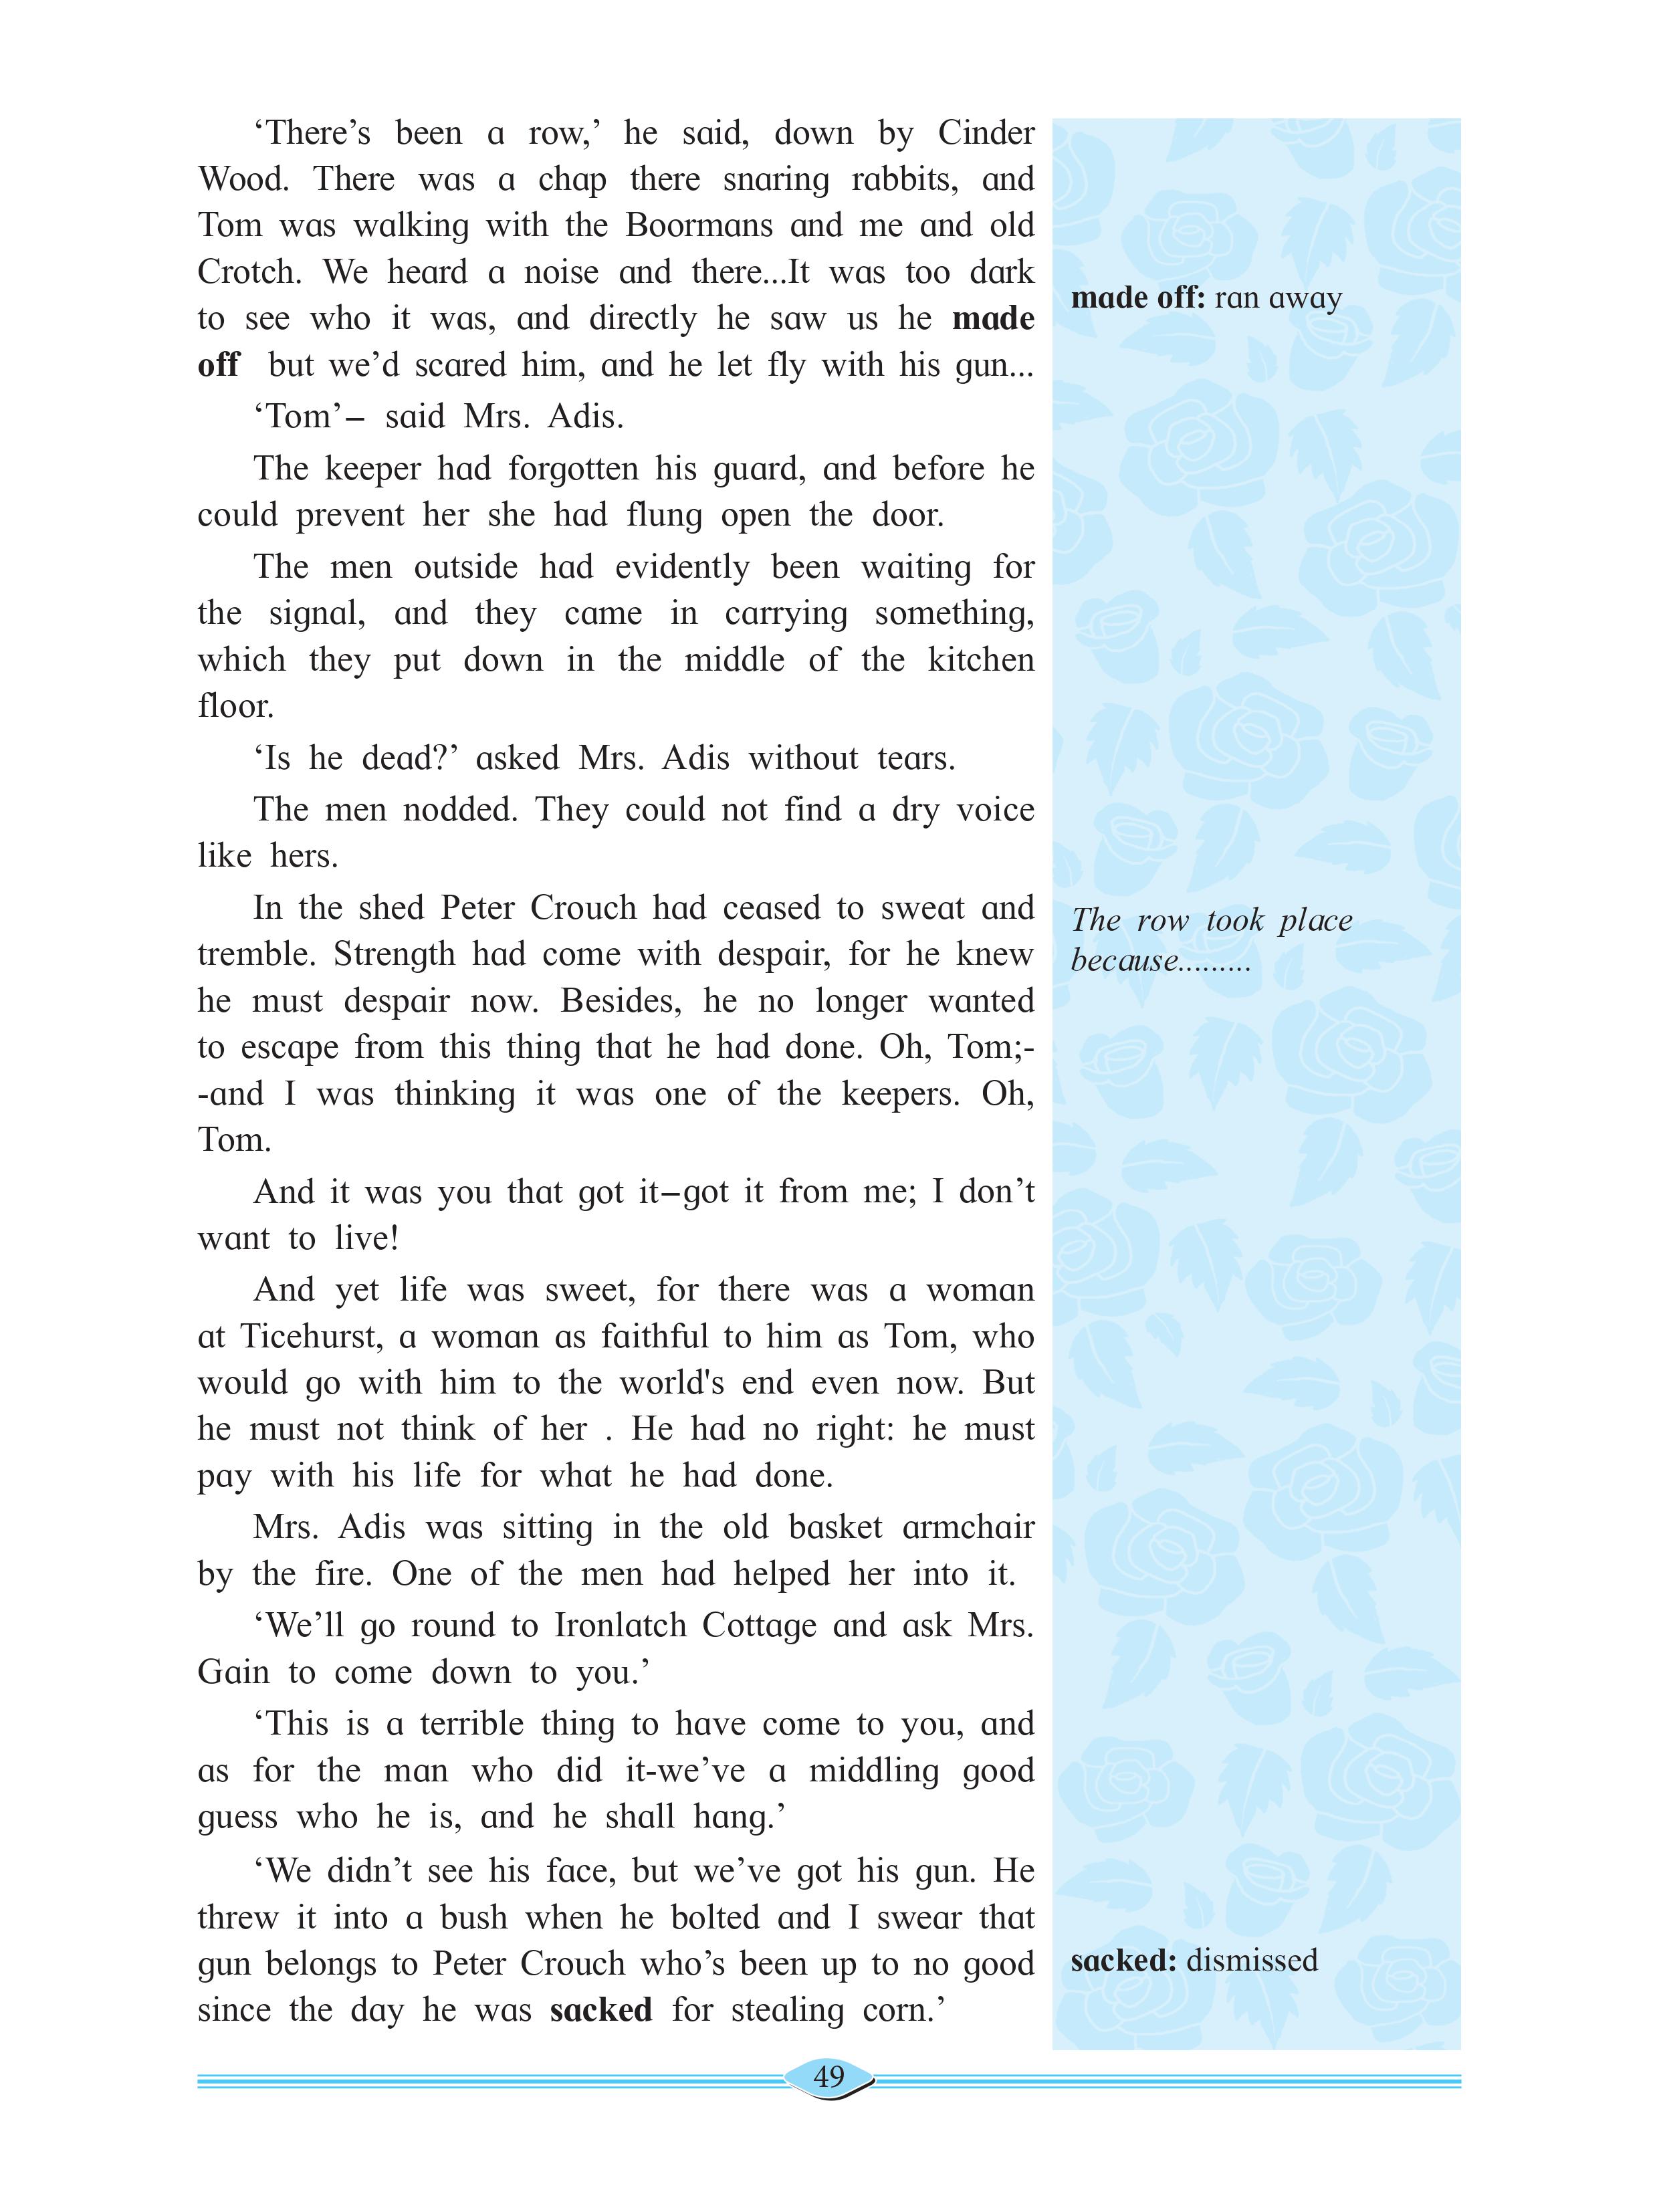 ‘There’s been a row,’ he said, down by Cinder
Wood. There was a chap there snaring rabbits, and
Tom was walking with the Boormans and me and old
Crotch. We heard a noise and there...It was too dark
to see who it was, and directly he saw us he made
off but we’d scared him, and he let fly with his gun...
‘Tom’– said Mrs. Adis.
The keeper had forgotten his guard, and before he
could prevent her she had flung open the door.
The men outside had evidently been waiting for
the signal, and they came in carrying something,
which they put down in the middle of the kitchen
floor.
‘Is he dead?’ asked Mrs. Adis without tears.
The men nodded. They could not find a dry voice
like hers.
In the shed Peter Crouch had ceased to sweat and
tremble. Strength had come with despair, for he knew
he must despair now. Besides, he no longer wanted
to escape from this thing that he had done. Oh, Tom;-
-and I was thinking it was one of the keepers. Oh,
Tom.
And it was you that got it–got it from me; I don’t
want to live!
And yet life was sweet, for there was a woman
at Ticehurst, a woman as faithful to him as Tom, who
would go with him to the world's end even now. But
he must not think of her . He had no right: he must
pay with his life for what he had done.
Mrs. Adis was sitting in the old basket armchair
by the fire. One of the men had helped her into it.
‘We’ll go round to Ironlatch Cottage and ask Mrs.
Gain to come down to you.’
‘This is a terrible thing to have come to you, and
as for the man who did it-we’ve a middling good
guess who he is, and he shall hang.’
‘We didn’t see his face, but we’ve got his gun. He
threw it into a bush when he bolted and I swear that
gun belongs to Peter Crouch who’s been up to no good
since the day he was sacked for stealing corn.’
made off: ran away
The row took place
because.........
sacked: dismissed
49